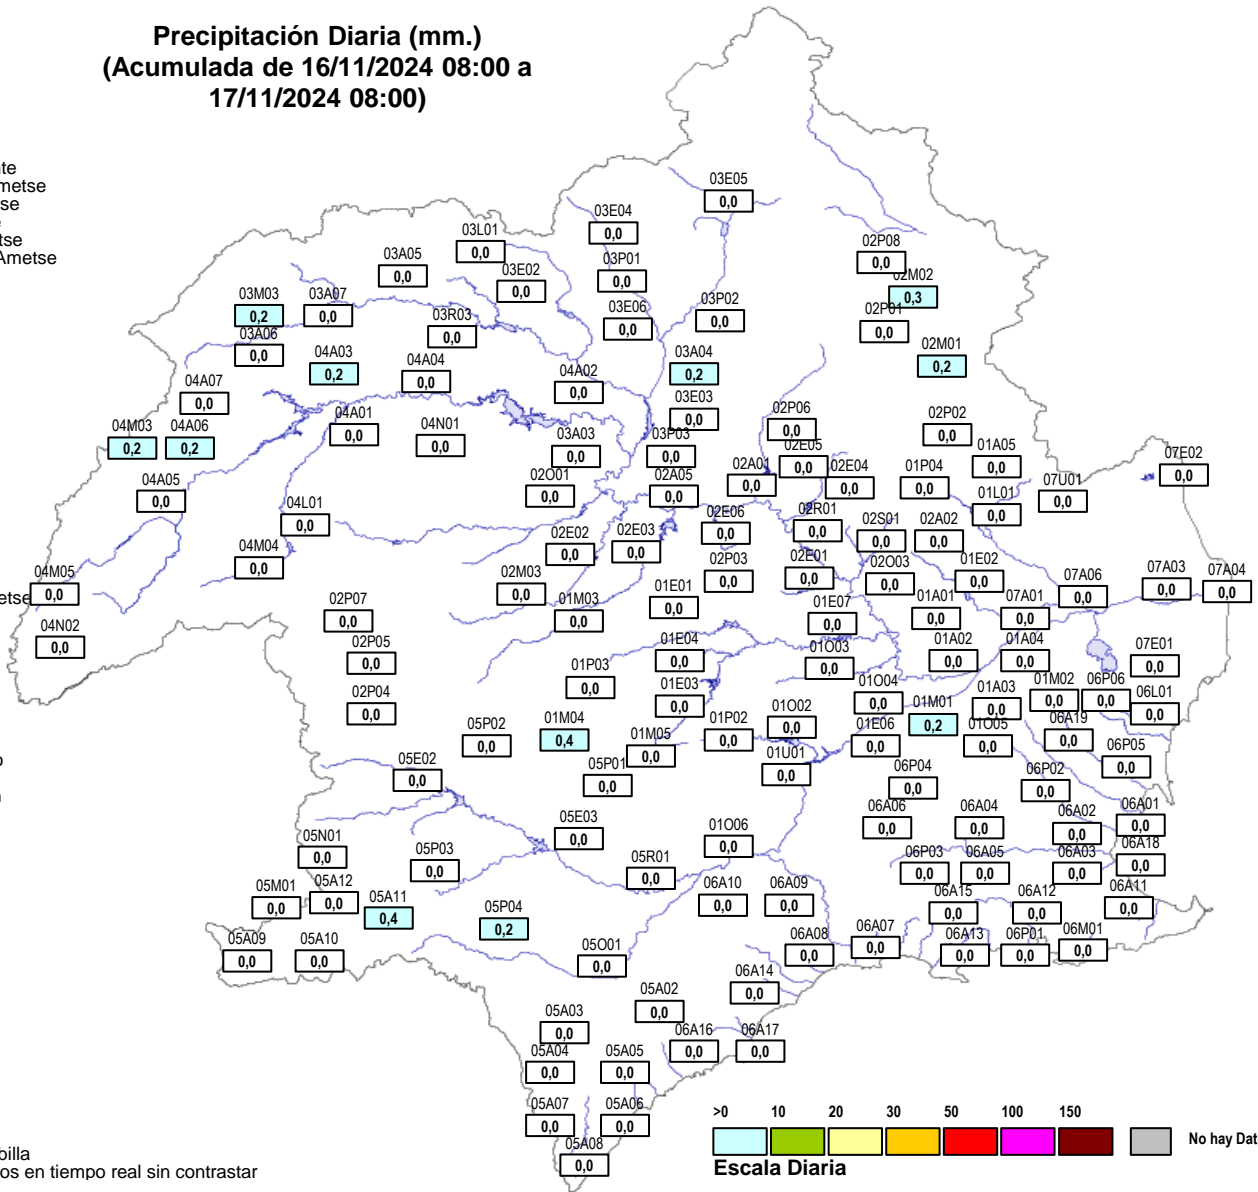 Precipitación Diaria (mm.)
(Acumulada de 16/11/2024 08:00 a
17/11/2024 08:00)
03E05
0,0
03E04
0,0
03L01
0,0
03P01
0,0
03A05
0,0
03E02
0,0
02P08
0,0
02M02
0,3
03M03
0,2
03A07
0,0
03R03
0,0
03E06
0,0
03P02
0,0
02P01
0,0
03A06
0,0
04A03
0,2
04A04
0,0
03A04
0,2
02M01
0,2
04A07
0,0
04A02
0,0
03E03
0,0
04M03
0,2
04A06
0,2
04A01
0,0
04N01
0,0
03A03
0,0
03P03
0,0
02P06
0,0
02E05
0,0
02P02
0,0
01A05
0,0
07E02
0,0
04A05
0,0
02O01
0,0
02A05
0,0
02A01
0,0
02E04
0,0
01P04
0,0
01L01
0,0
07U01
0,0
04L01
0,0
02E02
0,0
02E03
0,0
02E06
0,0
02R01
0,0
02S01
0,0
02A02
0,0
04M04
0,0
04M05
0,0
02M03
0,0
01M03
0,0
01E01
0,0
02P03
0,0
02E01
0,0
02O03
0,0
01E02
0,0
07A06
0,0
07A03
0,0
07A04
0,0
04N02
0,0
02P07
0,0
01E07
0,0
01A01
0,0
07A01
0,0
02P05
0,0
01E04
0,0
01O03
0,0
01A02
0,0
01A04
0,0
07E01
0,0
02P04
0,0
01P03
0,0
01E03
0,0
01O04
0,0
01M01
0,2
01A03
0,0
01M02
0,0
06P06
0,0
06L01
0,0
05P02
0,0
01M04
0,4
01M05
0,0
01P02
0,0
01O02
0,0
01E06
0,0
01O05
0,0
06A19
0,0
05E02
0,0
05P01
0,0
01U01
0,0
06P04
0,0
06P02
0,0
06P05
0,0
05E03
0,0
01O06
0,0
06A06
0,0
06A04
0,0
06A02
0,0
06A01
0,0
05N01
0,0
05P03
0,0
05R01
0,0
06P03
0,0
06A05
0,0
06A03
0,0
06A18
0,0
05M01
0,0
05A12
0,0
05A11
0,4
05P04
0,2
06A10
0,0
06A09
0,0
06A15
0,0
06A12
0,0
06A11
0,0
05A09
0,0
05A10
0,0
05O01
0,0
06A08
0,0
06A07
0,0
06A13
0,0
06P01
0,0
06M01
0,0
05A02
0,0
06A14
0,0
05A03
0,0
06A16
0,0
06A17
0,0
05A04
0,0
05A05
0,0
05A07
0,0
05A06
0,0
05A08
0,0
>0 10 20 30 50 100 150
No hay Dat
Escala Diaria
nte
metse
tse
Ametse
etse
billa
os en tiempo real sin contrastar